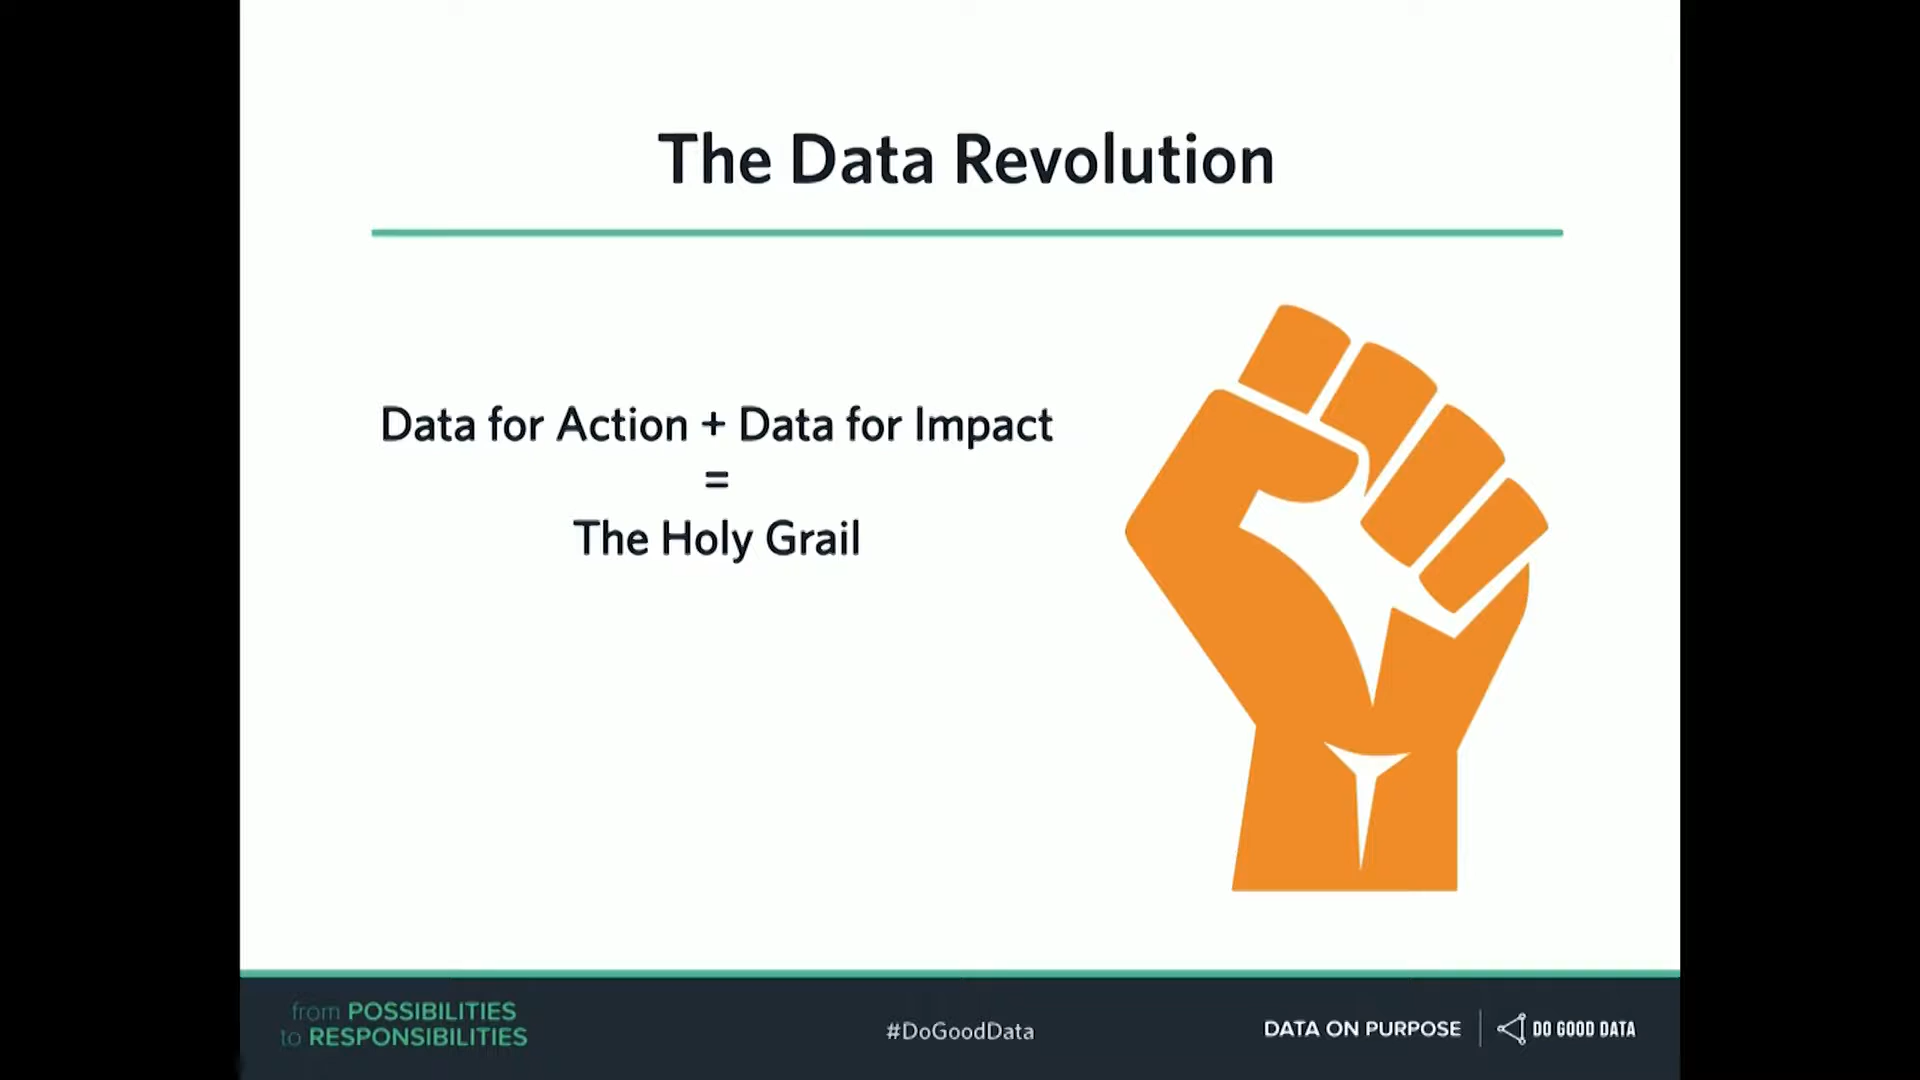 The Data Revolution
Data for Action + Data for Impact
=
The Holy Grail
from POSSIBILITIES
to RESPONSIBILITIES
#DoGoodData
DATA ON PURPOSE
DO GOOD DATA